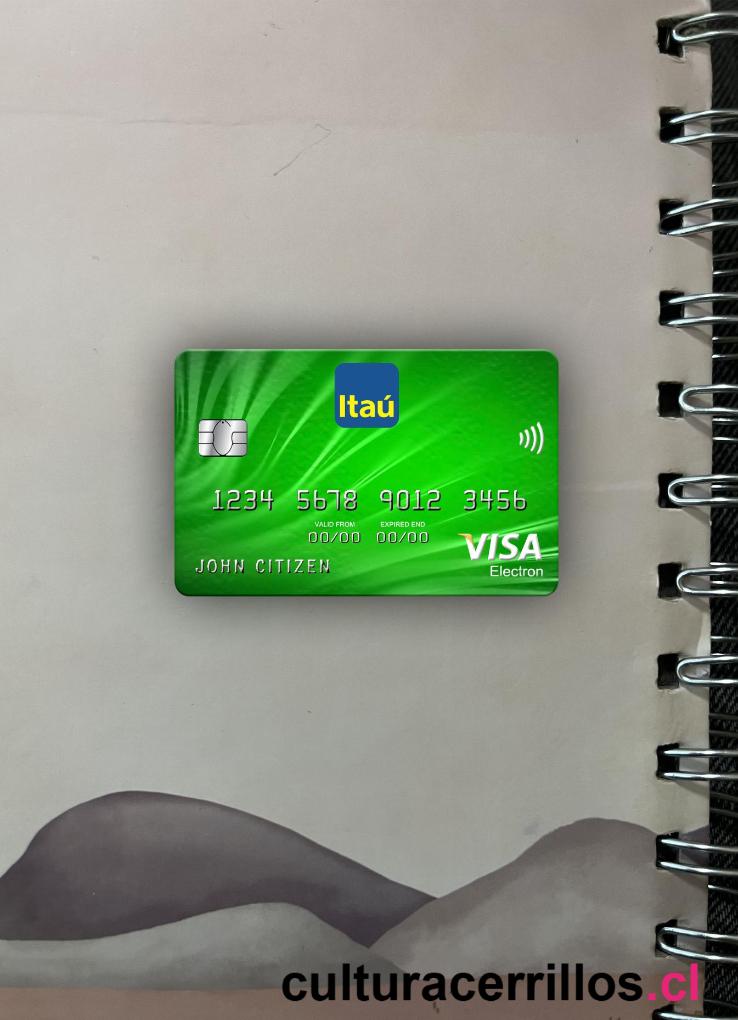 Itaú
1234 5678 9012 3456
VALID FROM EXPIRED END
00/00 00/00
VISA
JOHN CITIZEN
Electron
culturacerrillos.cl